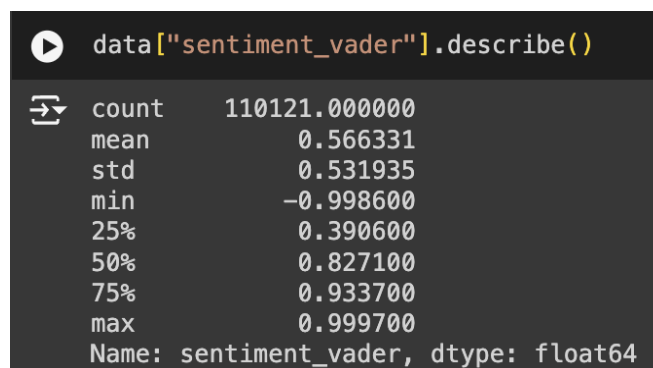 data["sentiment_vader"].describe()
count    110121.000000
mean          0.566331
std           0.531935
min          -0.998600
25%           0.390600
50%           0.827100
75%           0.933700
max           0.999700
Name: sentiment_vader, dtype: float64